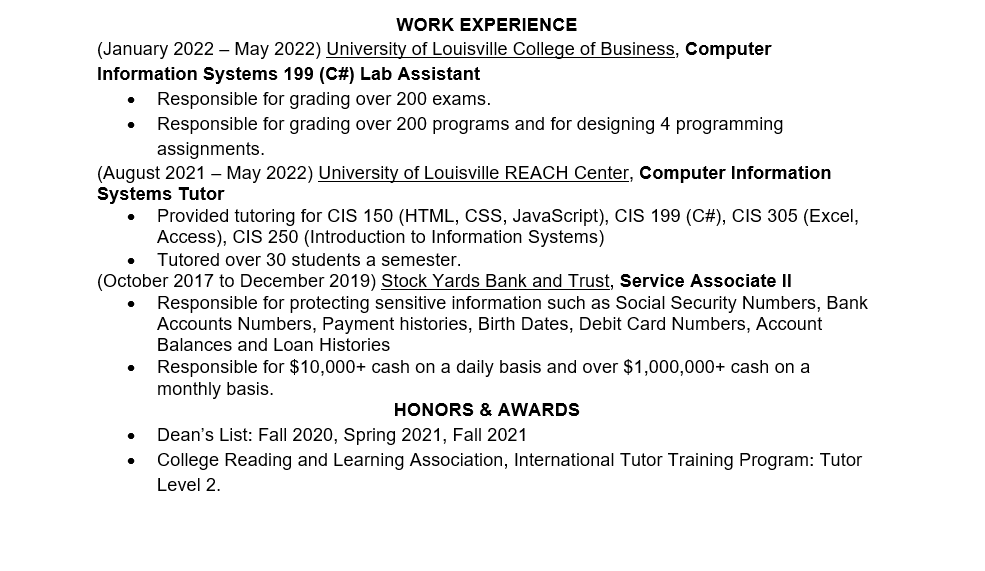 WORK EXPERIENCE
(January 2022 – May 2022) University of Louisville College of Business, Computer
Information Systems 199 (C#) Lab Assistant
• Responsible for grading over 200 exams.
• Responsible for grading over 200 programs and for designing 4 programming
assignments.
(August 2021 – May 2022) University of Louisville REACH Center, Computer Information
Systems Tutor
• Provided tutoring for CIS 150 (HTML, CSS, JavaScript), CIS 199 (C#), CIS 305 (Excel,
Access), CIS 250 (Introduction to Information Systems)
• Tutored over 30 students a semester.
(October 2017 to December 2019) Stock Yards Bank and Trust, Service Associate II
• Responsible for protecting sensitive information such as Social Security Numbers, Bank
Accounts Numbers, Payment histories, Birth Dates, Debit Card Numbers, Account
Balances and Loan Histories
• Responsible for $10,000+ cash on a daily basis and over $1,000,000+ cash on a
monthly basis.
HONORS & AWARDS
• Dean’s List: Fall 2020, Spring 2021, Fall 2021
• College Reading and Learning Association, International Tutor Training Program: Tutor
Level 2.